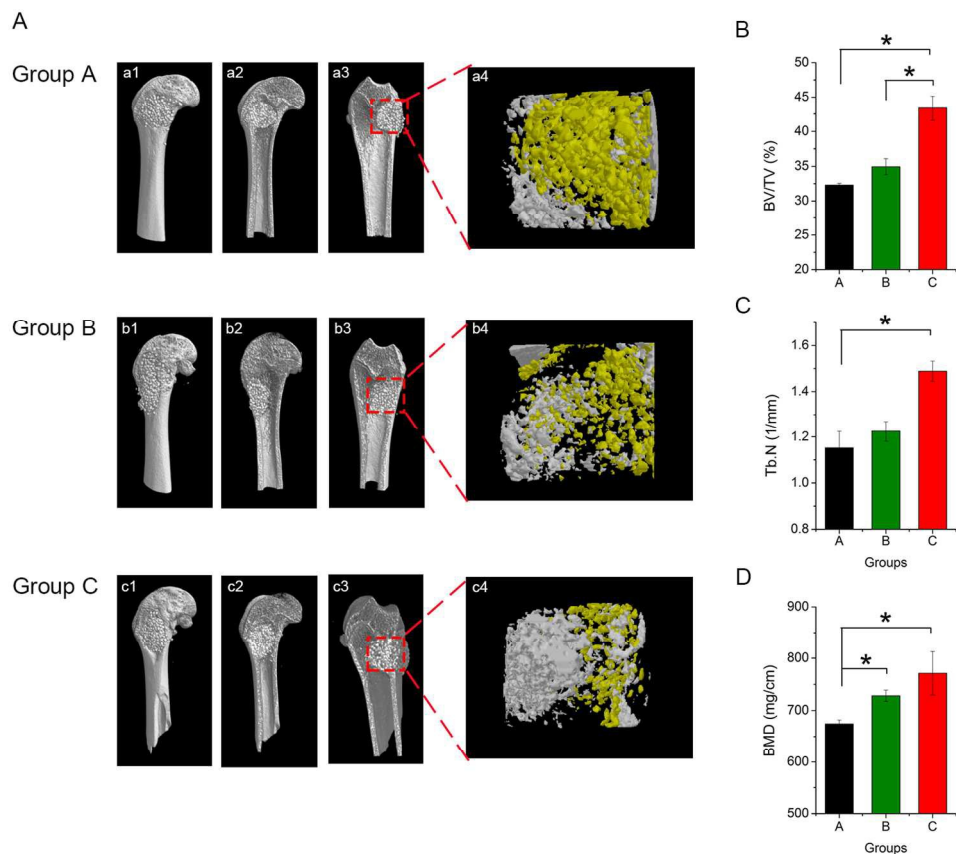 A
Group A
a1
a2
a3
a4
Group B
b1
b2
b3
b4
Group C
c1
c2
c3
c4
B
*
*
BV/TV (%)
50
45
40
35
30
25
20
A
B
C
C
*
Tb.N (1/mm)
1.6
1.4
1.2
1.0
0.8
A
B
C
Groups
D
*
*
BMD (mg/cm)
900
800
700
600
500
A
B
C
Groups